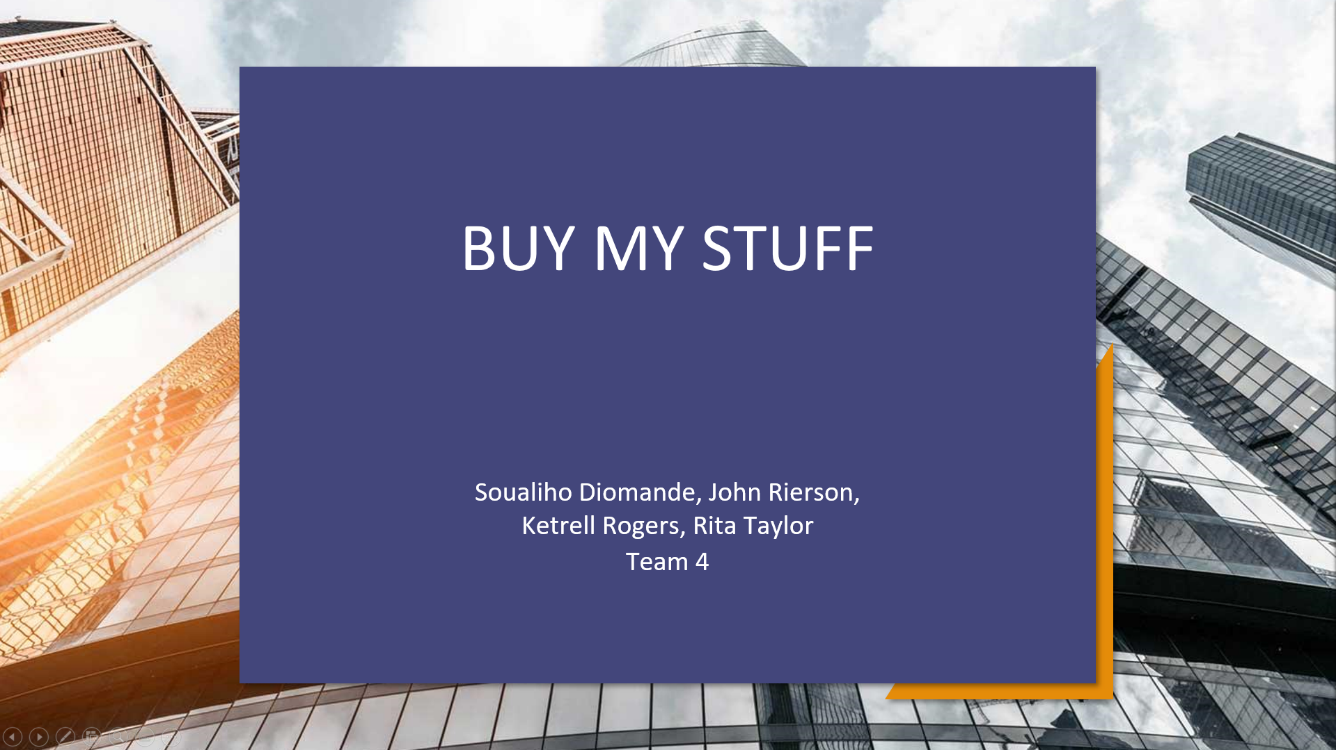 BUY MY STUFF
Soualiho Diomande, John Rierson,
Ketrell Rogers, Rita Taylor
Team 4